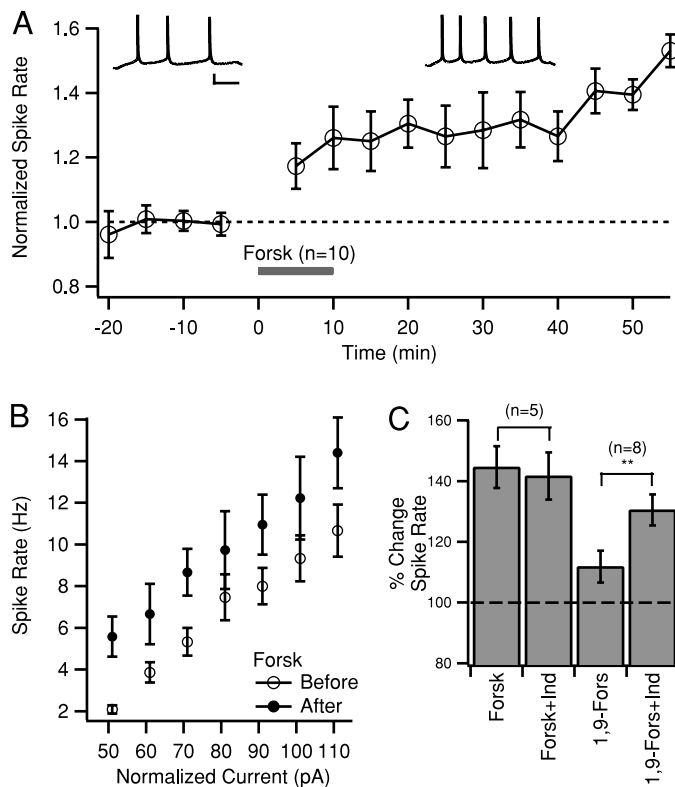 A
Normalized Spike Rate
1.6
1.4
1.2
1.0
0.8
Forsk (n=10)
-20 -10 0 10 20 30 40 50
Time (min)
B
Spike Rate (Hz)
16
14
12
10
8
6
4
2
Forsk
Before
After
50 60 70 80 90 100 110
Normalized Current (pA)
C
% Change
Spike Rate
160
140
120
100
80
(n=5)
(n=8)
**
Forsk
Forsk+Ind
1,9-Fors
1,9-Fors+Ind